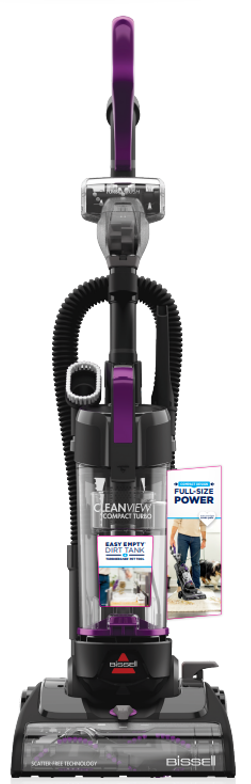 CLEANVIEW
COMPACT TURBO
EASY EMPTY
DIRT TANK
FULL-SIZE
POWER
BISSELL
SCATTER-FREE TECHNOLOGY
BISSELL